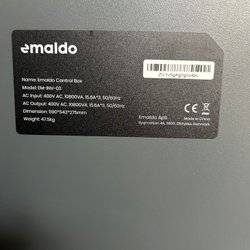 emaldo
Name: Emaldo Control Box
Model: EM-INV-03
AC Input: 400V AC, 10800VA, 15.6A*3, 50/60Hz
AC Output: 400V AC, 10800VA, 15.6A*3, 50/60Hz
Dimension: 590*543*275mm
Weight: 47.5kg
CE
Emaldo ApS
Made in China